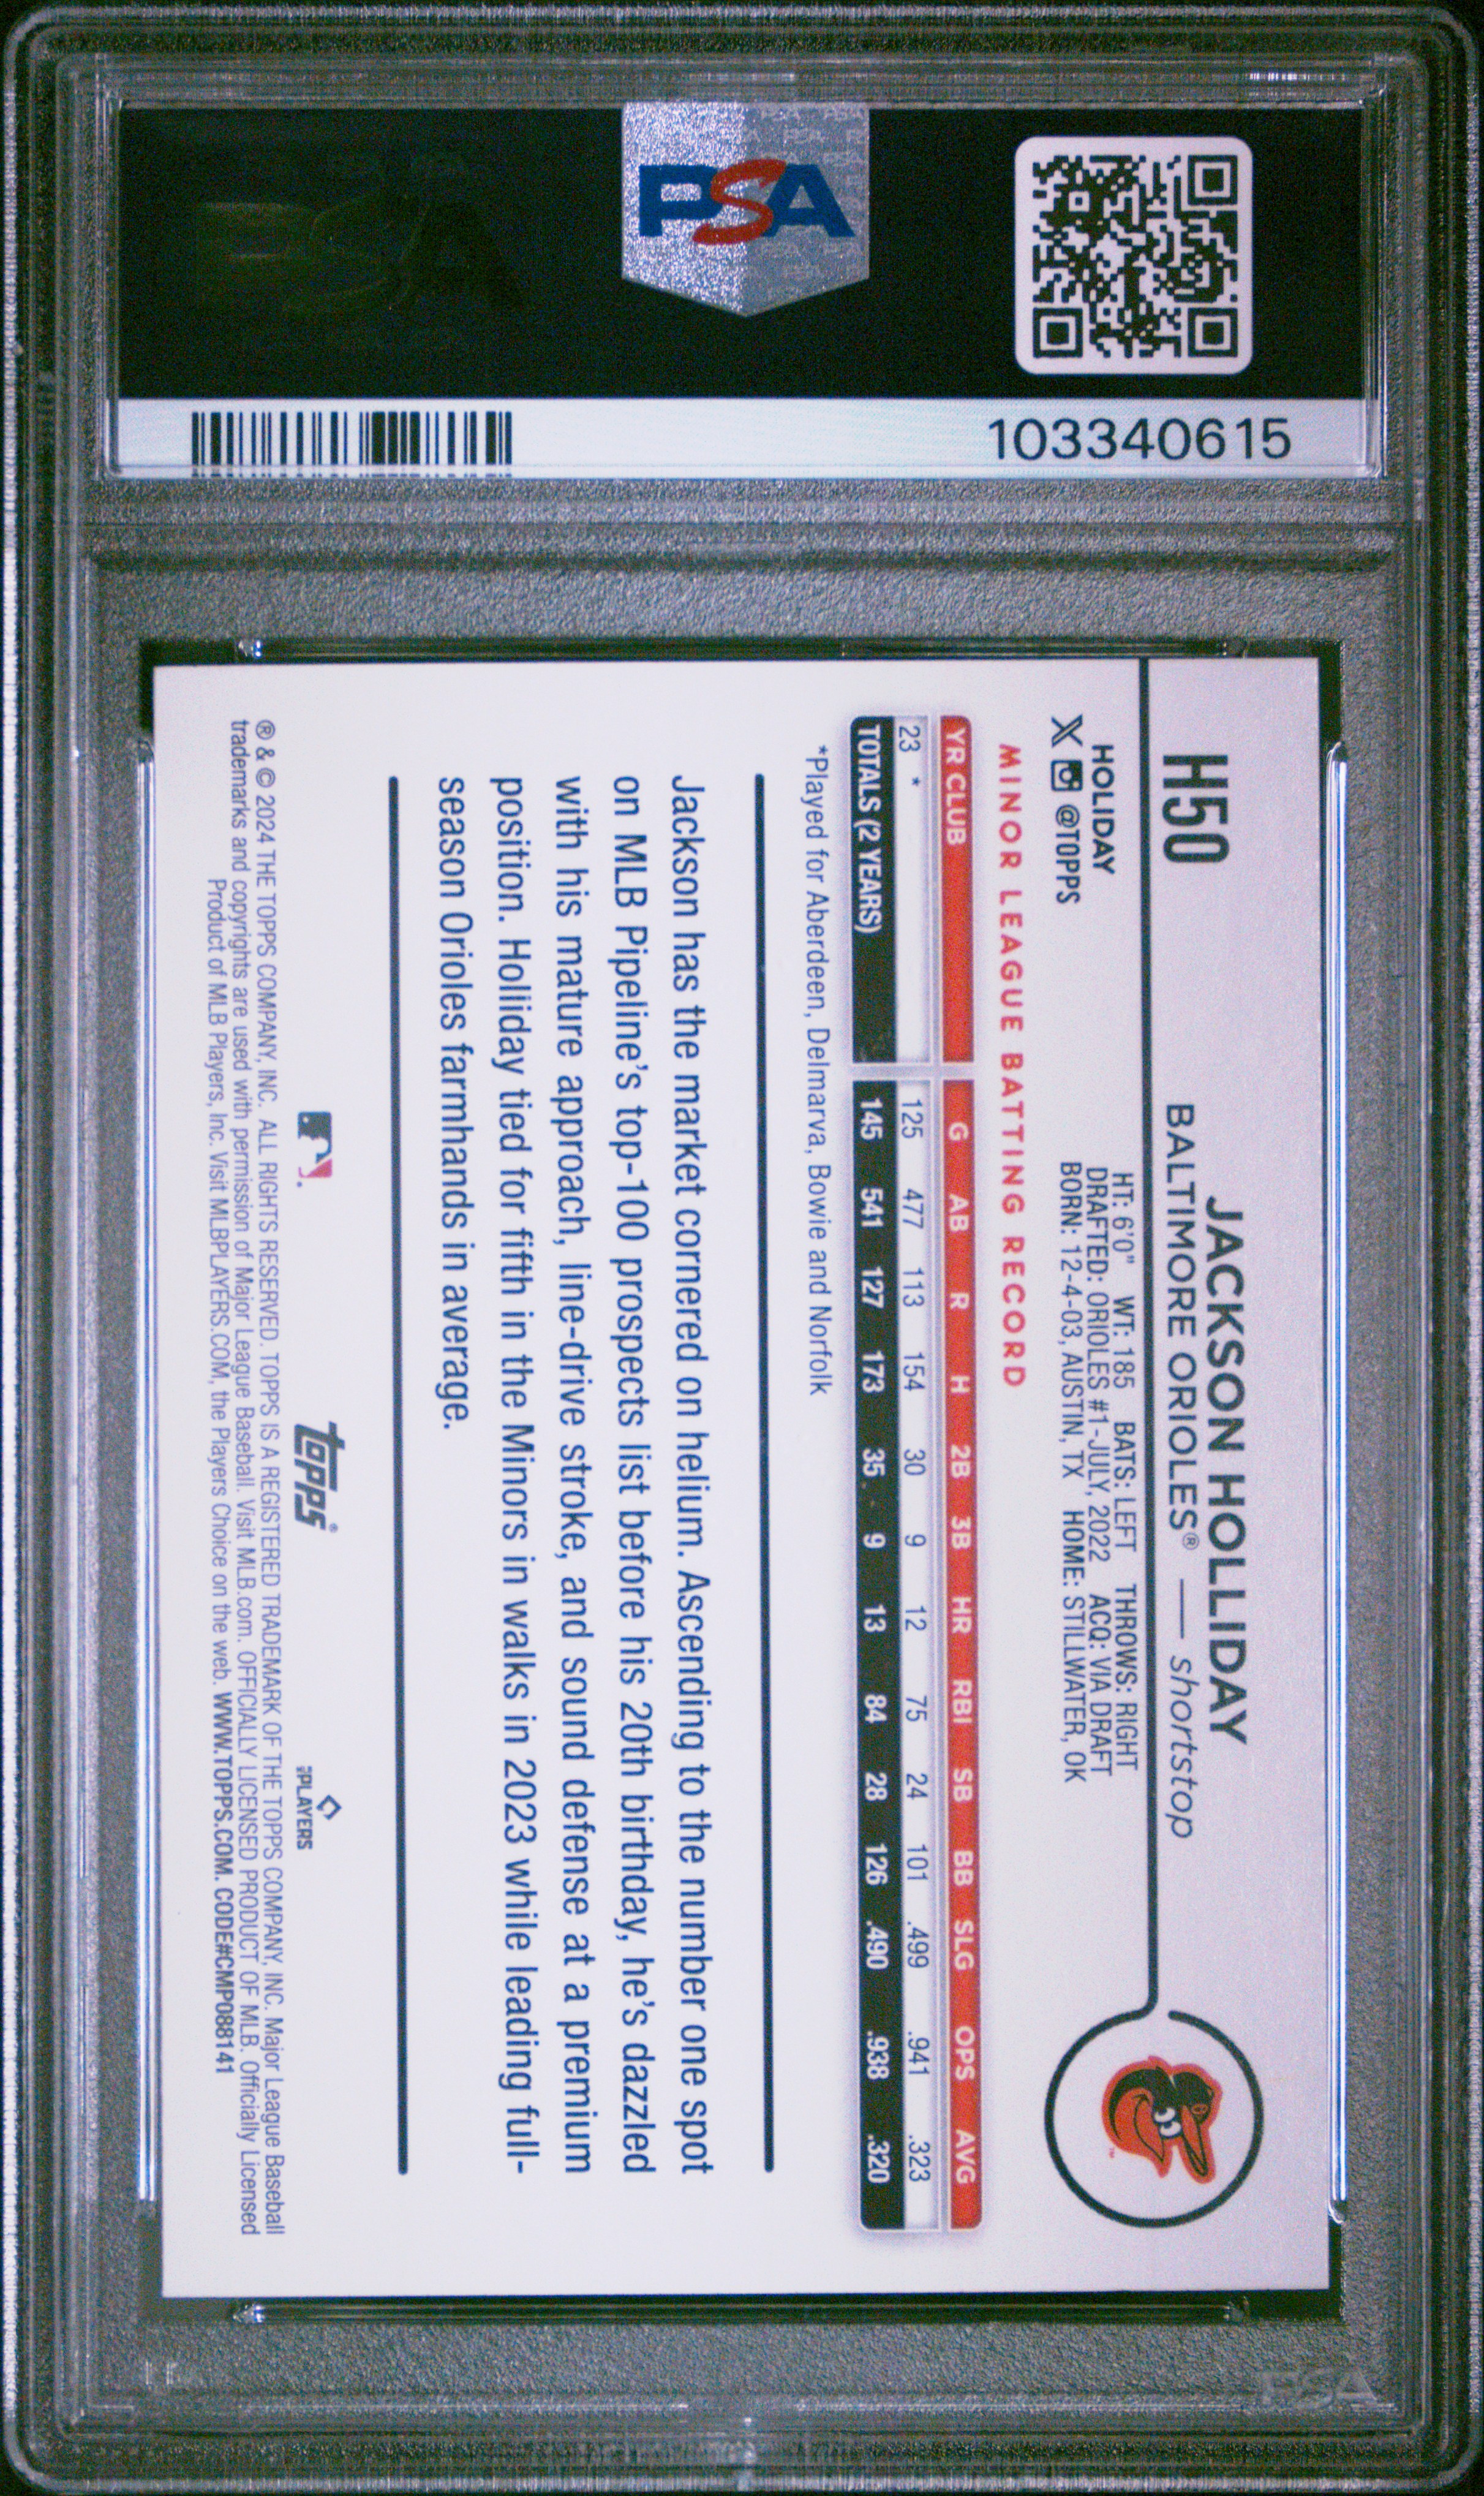 PSA
103340615
H50
JACKSON HOLLIDAY
BALTIMORE ORIOLES® — shortstop
HOLIDAY
X @TOPPS
HT: 6'0" WT: 185 BATS: LEFT THROWS: RIGHT
DRAFTED: ORIOLES #1-JULY, 2022 ACQ: VIA DRAFT
BORN: 12-4-03, AUSTIN, TX HOME: STILLWATER, OK
MINOR LEAGUE BATTING RECORD
YR CLUB G AB R H 2B 3B HR RBI SB BB SLG OPS AVG
23 * 125 477 113 154 30 9 12 75 24 101 .499 .941 .323
TOTALS (2 YEARS) 145 541 127 173 35 9 13 84 28 126 .490 .938 .320
*Played for Aberdeen, Delmarva, Bowie and Norfolk
Jackson has the market cornered on helium. Ascending to the number one spot
on MLB Pipeline's top-100 prospects list before his 20th birthday, he's dazzled
with his mature approach, line-drive stroke, and sound defense at a premium
position. Holliday tied for fifth in the Minors in walks in 2023 while leading full-
season Orioles farmhands in average.
topps®
MLB PLAYERS
® & © 2024 THE TOPPS COMPANY, INC. ALL RIGHTS RESERVED. TOPPS IS A REGISTERED TRADEMARK OF THE TOPPS COMPANY, INC. Major League Baseball
trademarks and copyrights are used with permission of Major League Baseball. Visit MLB.com. OFFICIALLY LICENSED PRODUCT OF MLB. Officially Licensed
Product of MLB Players, Inc. Visit MLBPLAYERS.COM, the Players Choice on the web. WWW.TOPPS.COM. CODE#CMP088141
PSA